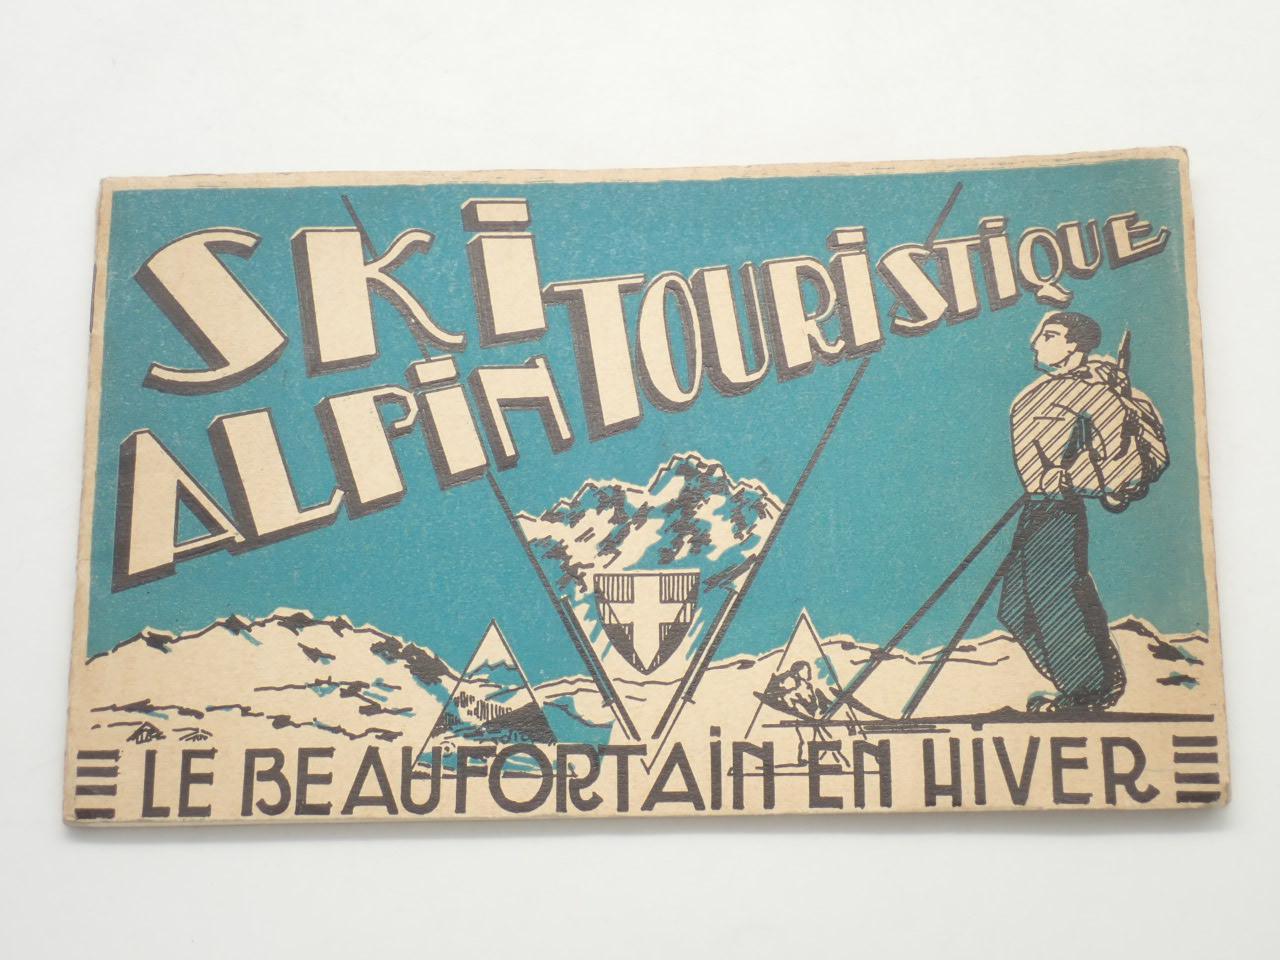 SKi
ALPiN TOURiSTiQUE
LE BEAUFORTAiN EN HiVER